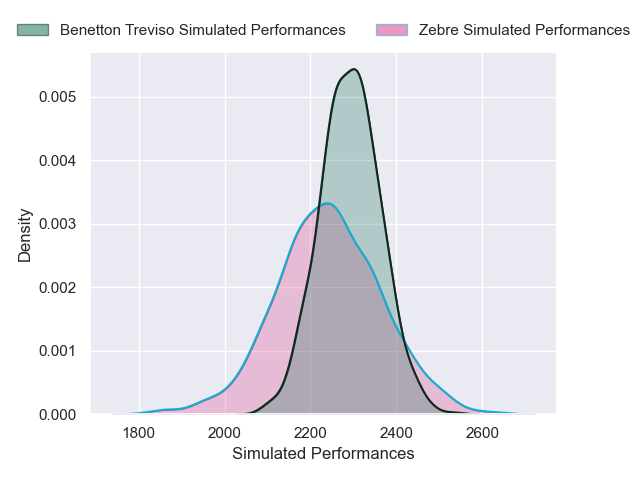 Benetton Treviso Simulated Performances
Zebre Simulated Performances
0.005
0.004
0.003
0.002
0.001
0.000
Density
1800 2000 2200 2400 2600
Simulated Performances